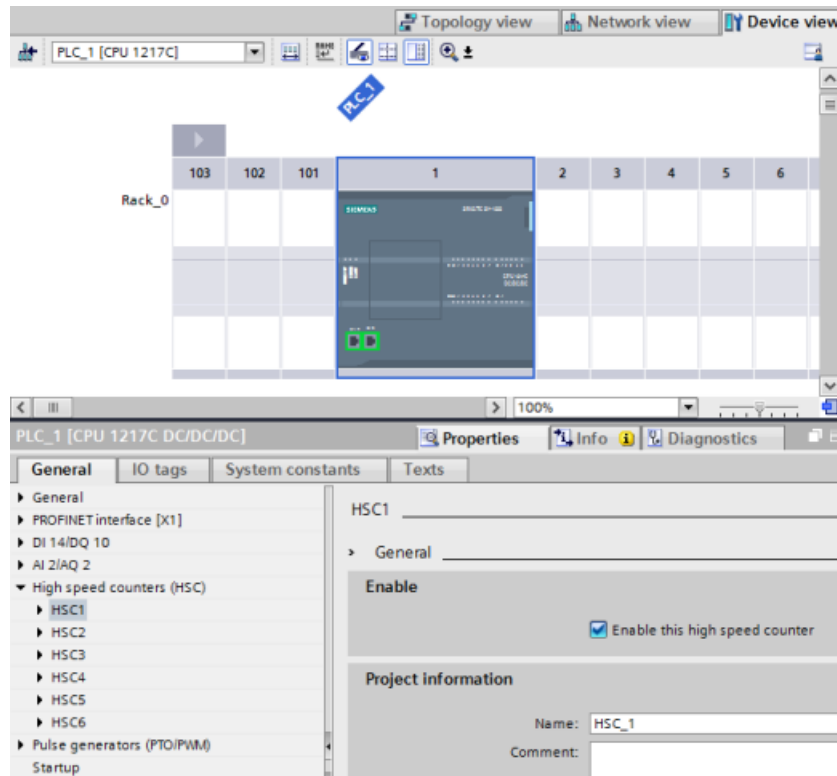 Topology view Network view Device view
PLC_1 [CPU 1217C]
PLC_1
103 102 101 1 2 3 4 5 6
Rack_0
SIEMENS
100%
PLC_1 [CPU 1217C DC/DC/DC] Properties Info Diagnostics
General IO tags System constants Texts
General
PROFINET interface [X1]
DI 14/DQ 10
AI 2/AQ 2
High speed counters (HSC)
HSC1
HSC2
HSC3
HSC4
HSC5
HSC6
Pulse generators (PTO/PWM)
Startup
HSC1
General
Enable
Enable this high speed counter
Project information
Name: HSC_1
Comment: